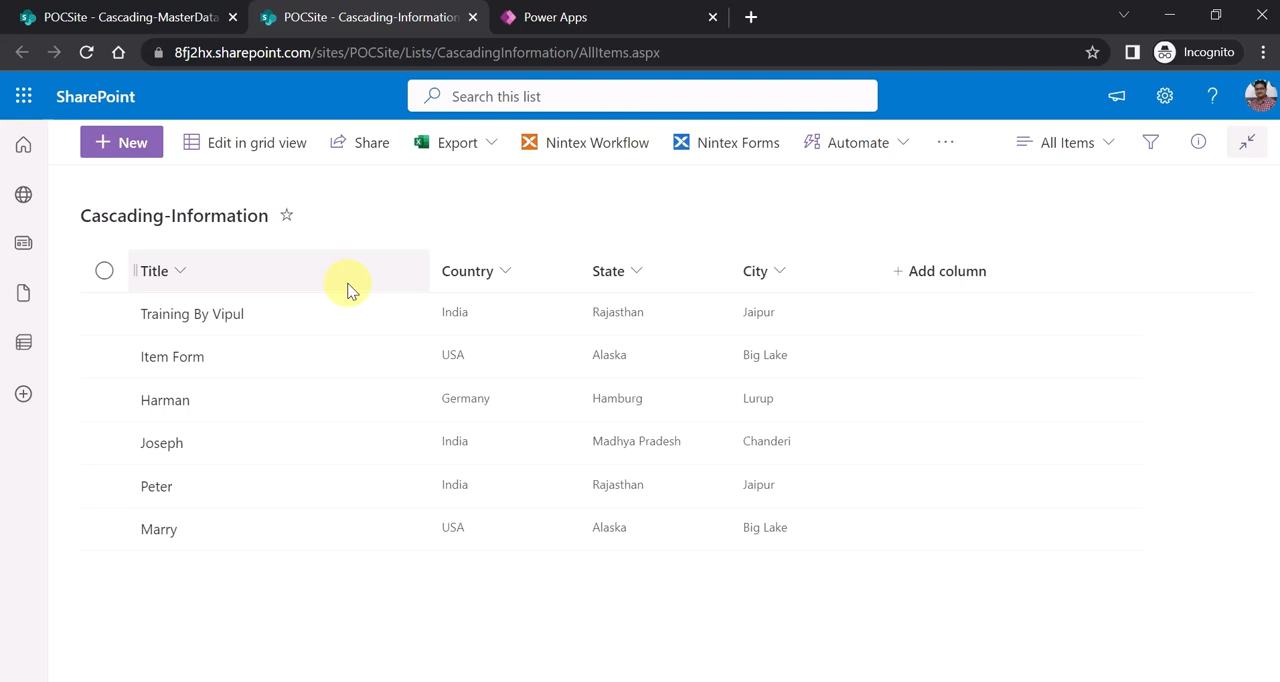 POCSite - Cascading-MasterData
POCSite - Cascading-Information
Power Apps
8fj2hx.sharepoint.com/sites/POCSite/Lists/CascadingInformation/AllItems.aspx
Incognito
SharePoint
Search this list
New
Edit in grid view
Share
Export
Nintex Workflow
Nintex Forms
Automate
All Items
Cascading-Information
Title Country State City + Add column
Training By Vipul India Rajasthan Jaipur
Item Form USA Alaska Big Lake
Harman Germany Hamburg Lurup
Joseph India Madhya Pradesh Chanderi
Peter India Rajasthan Jaipur
Marry USA Alaska Big Lake